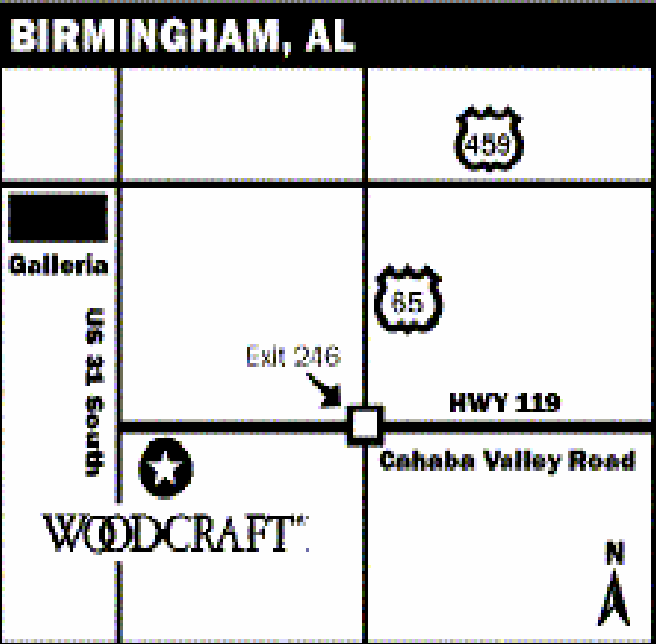 BIRMINGHAM, AL
459
Galleria
65
US 31 South
Exit 246
HWY 119
Cahaba Valley Road
WOODCRAFT
N